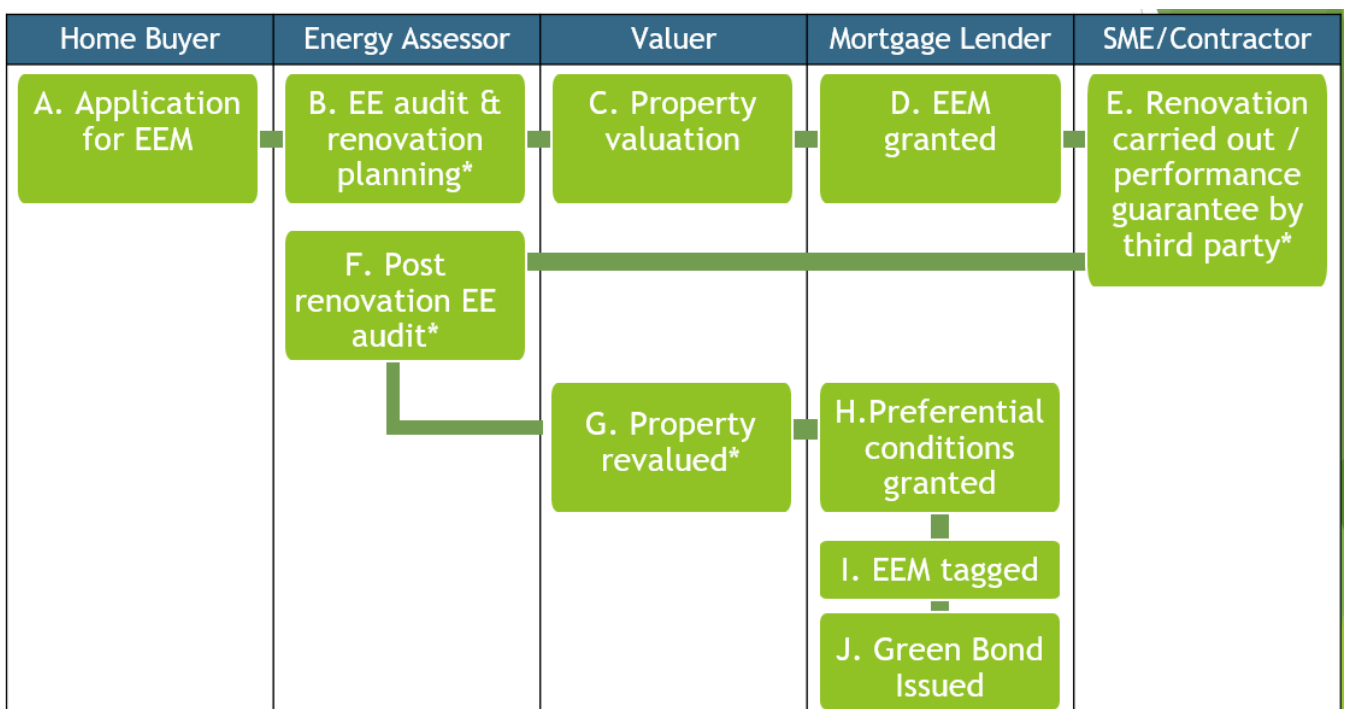 Home Buyer
Energy Assessor
Valuer
Mortgage Lender
SME/Contractor
A. Application
for EEM
B. EE audit &
renovation
planning*
C. Property
valuation
D. EEM
granted
E. Renovation
carried out /
performance
guarantee by
third party*
F. Post
renovation EE
audit*
G. Property
revalued*
H.Preferential
conditions
granted
I. EEM tagged
J. Green Bond
Issued